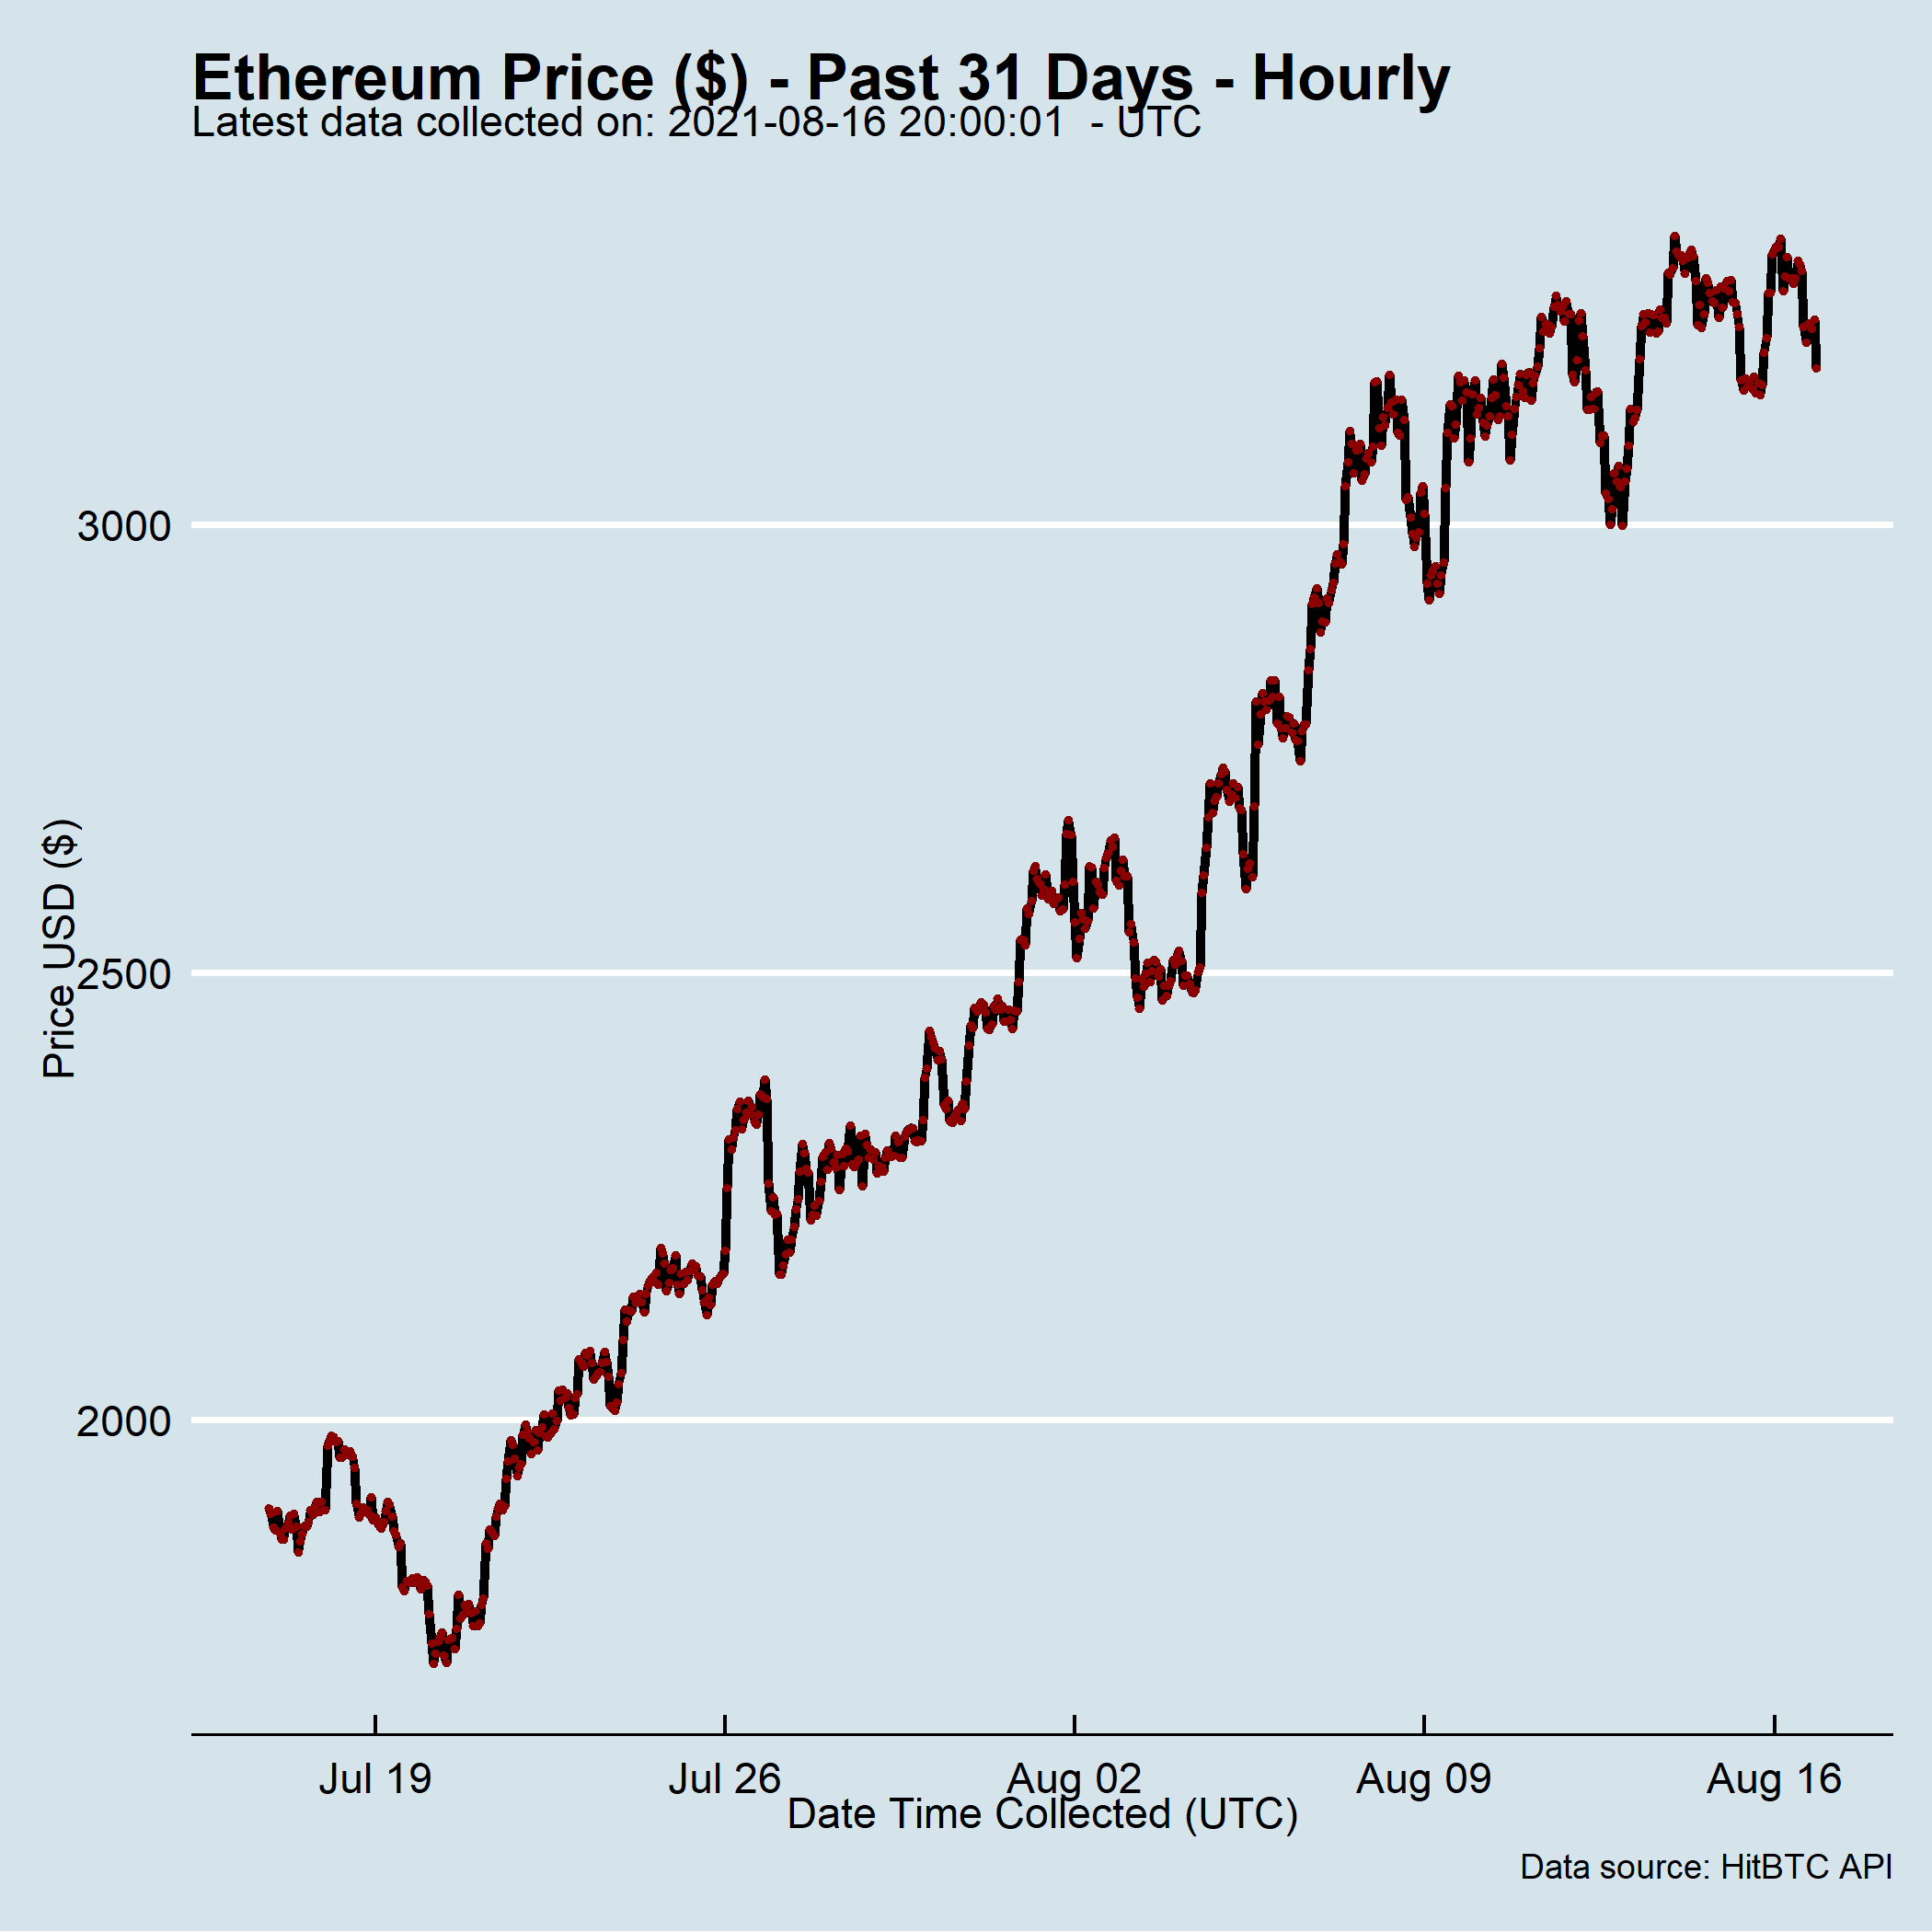 Ethereum Price ($) - Past 31 Days - Hourly
Latest data collected on: 2021-08-16 20:00:01  - UTC
3000
2500
2000
Price USD ($)
Jul 19
Jul 26
Aug 02
Aug 09
Aug 16
Date Time Collected (UTC)
Data source: HitBTC API